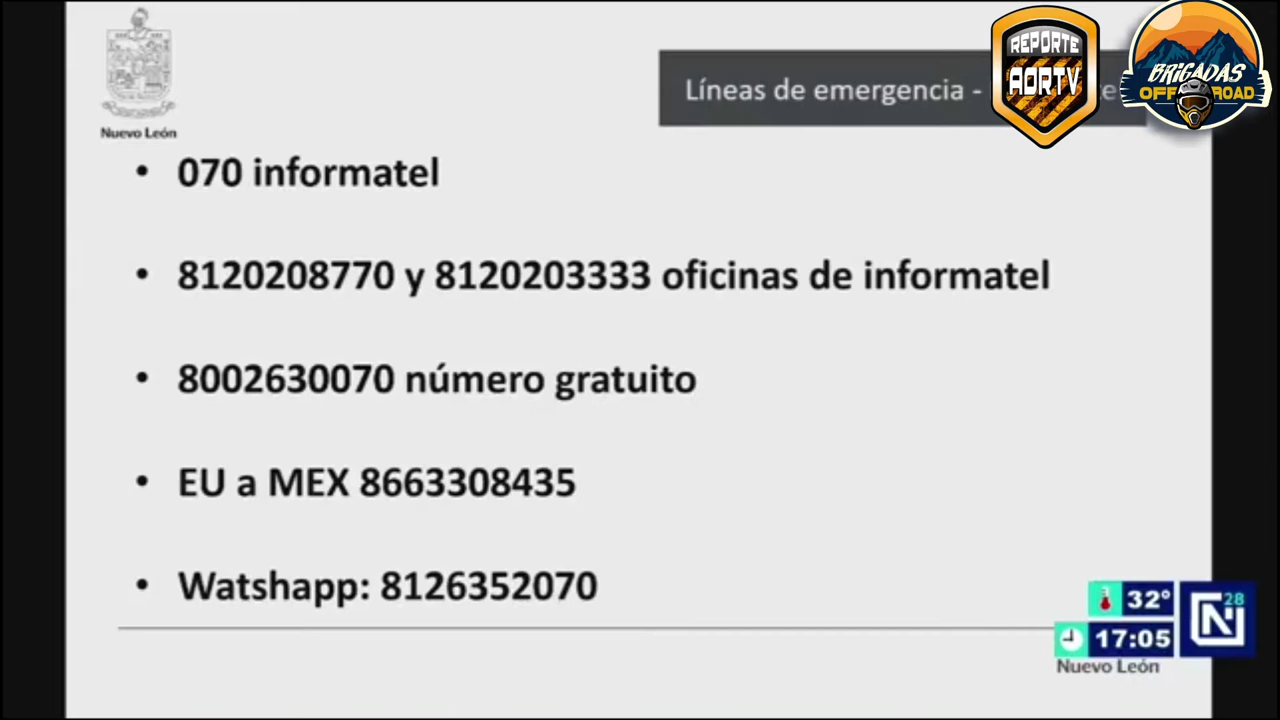 Nuevo León
Líneas de emergencia -
REPORTE
AORTV
BRIGADAS
OFF ROAD
• 070 informatel
• 8120208770 y 8120203333 oficinas de informatel
• 8002630070 número gratuito
• EU a MEX 8663308435
• Watshapp: 8126352070
32°
28
N
17:05
Nuevo León